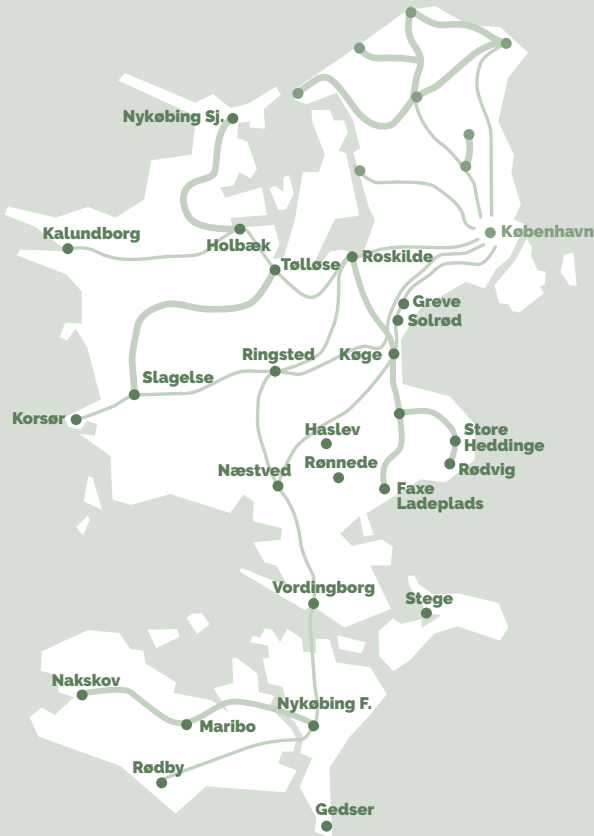 Nykøbing Sj.
Kalundborg
København
Holbæk
Tølløse
Roskilde
Greve
Solrød
Ringsted
Køge
Slagelse
Korsør
Haslev
Store
Heddinge
Rønnede
Næstved
Rødvig
Faxe
Ladeplads
Vordingborg
Stege
Nakskov
Nykøbing F.
Maribo
Rødby
Gedser